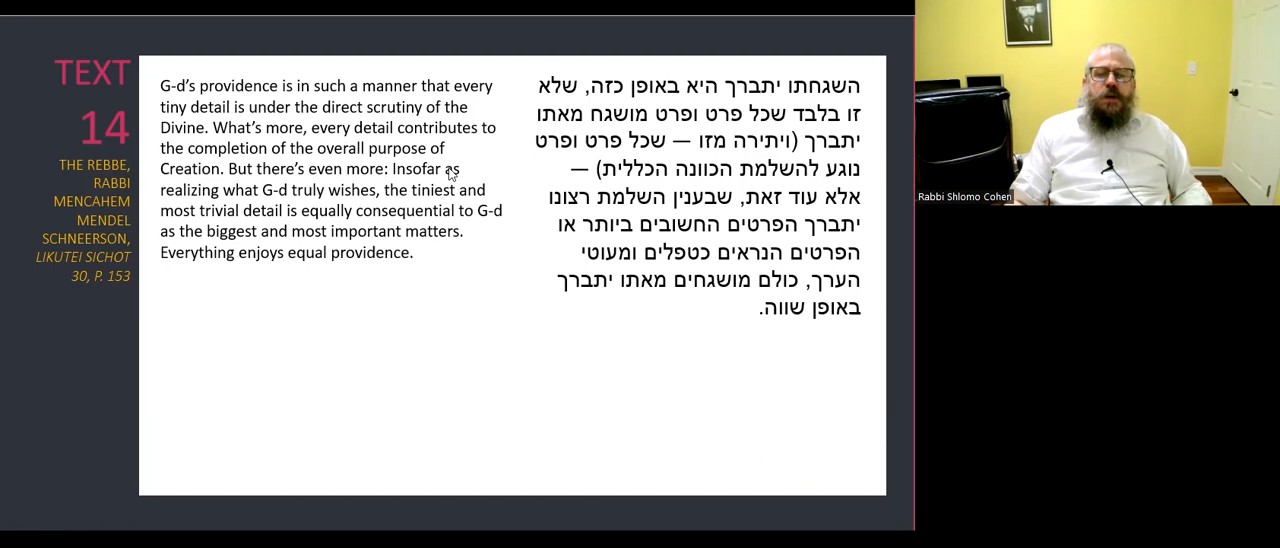 TEXT
14
THE REBBE,
RABBI
MENCAHEM
MENDEL
SCHNEERSON,
LIKUTEI SICHOT
30, P. 153
G-d's providence is in such a manner that every
tiny detail is under the direct scrutiny of the
Divine. What's more, every detail contributes to
the completion of the overall purpose of
Creation. But there's even more: Insofar as
realizing what G-d truly wishes, the tiniest and
most trivial detail is equally consequential to G-d
as the biggest and most important matters.
Everything enjoys equal providence.
השגחתו יתברך היא באופן כזה, שלא
זו בלבד שכל פרט ופרט מושגח מאתו
יתברך (ויתירה מזו — שכל פרט ופרט
נוגע להשלמת הכוונה הכללית) —
אלא עוד זאת, שבענין השלמת רצונו
יתברך הפרטים החשובים ביותר או
הפרטים הנראים כטפלים ומעוטי
הערך, כולם מושגחים מאתו יתברך
באופן שווה.
Rabbi Shlomo Cohen